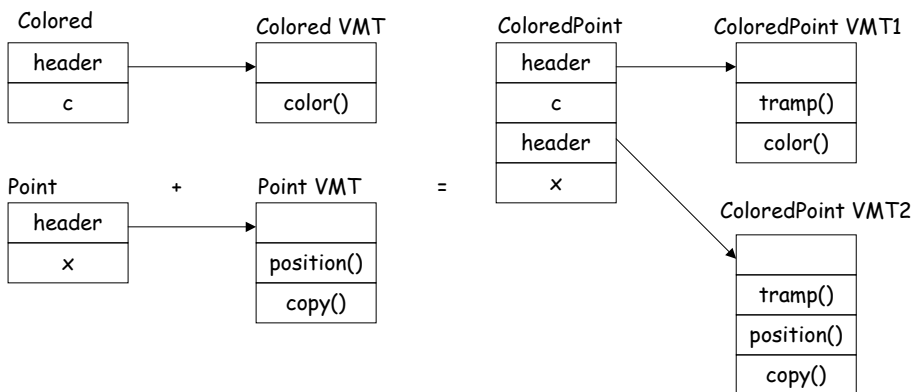 Colored
header
c
Colored VMT
color()
Point
header
x
+
Point VMT
position()
copy()
=
ColoredPoint
header
c
header
x
ColoredPoint VMT1
tramp()
color()
ColoredPoint VMT2
tramp()
position()
copy()